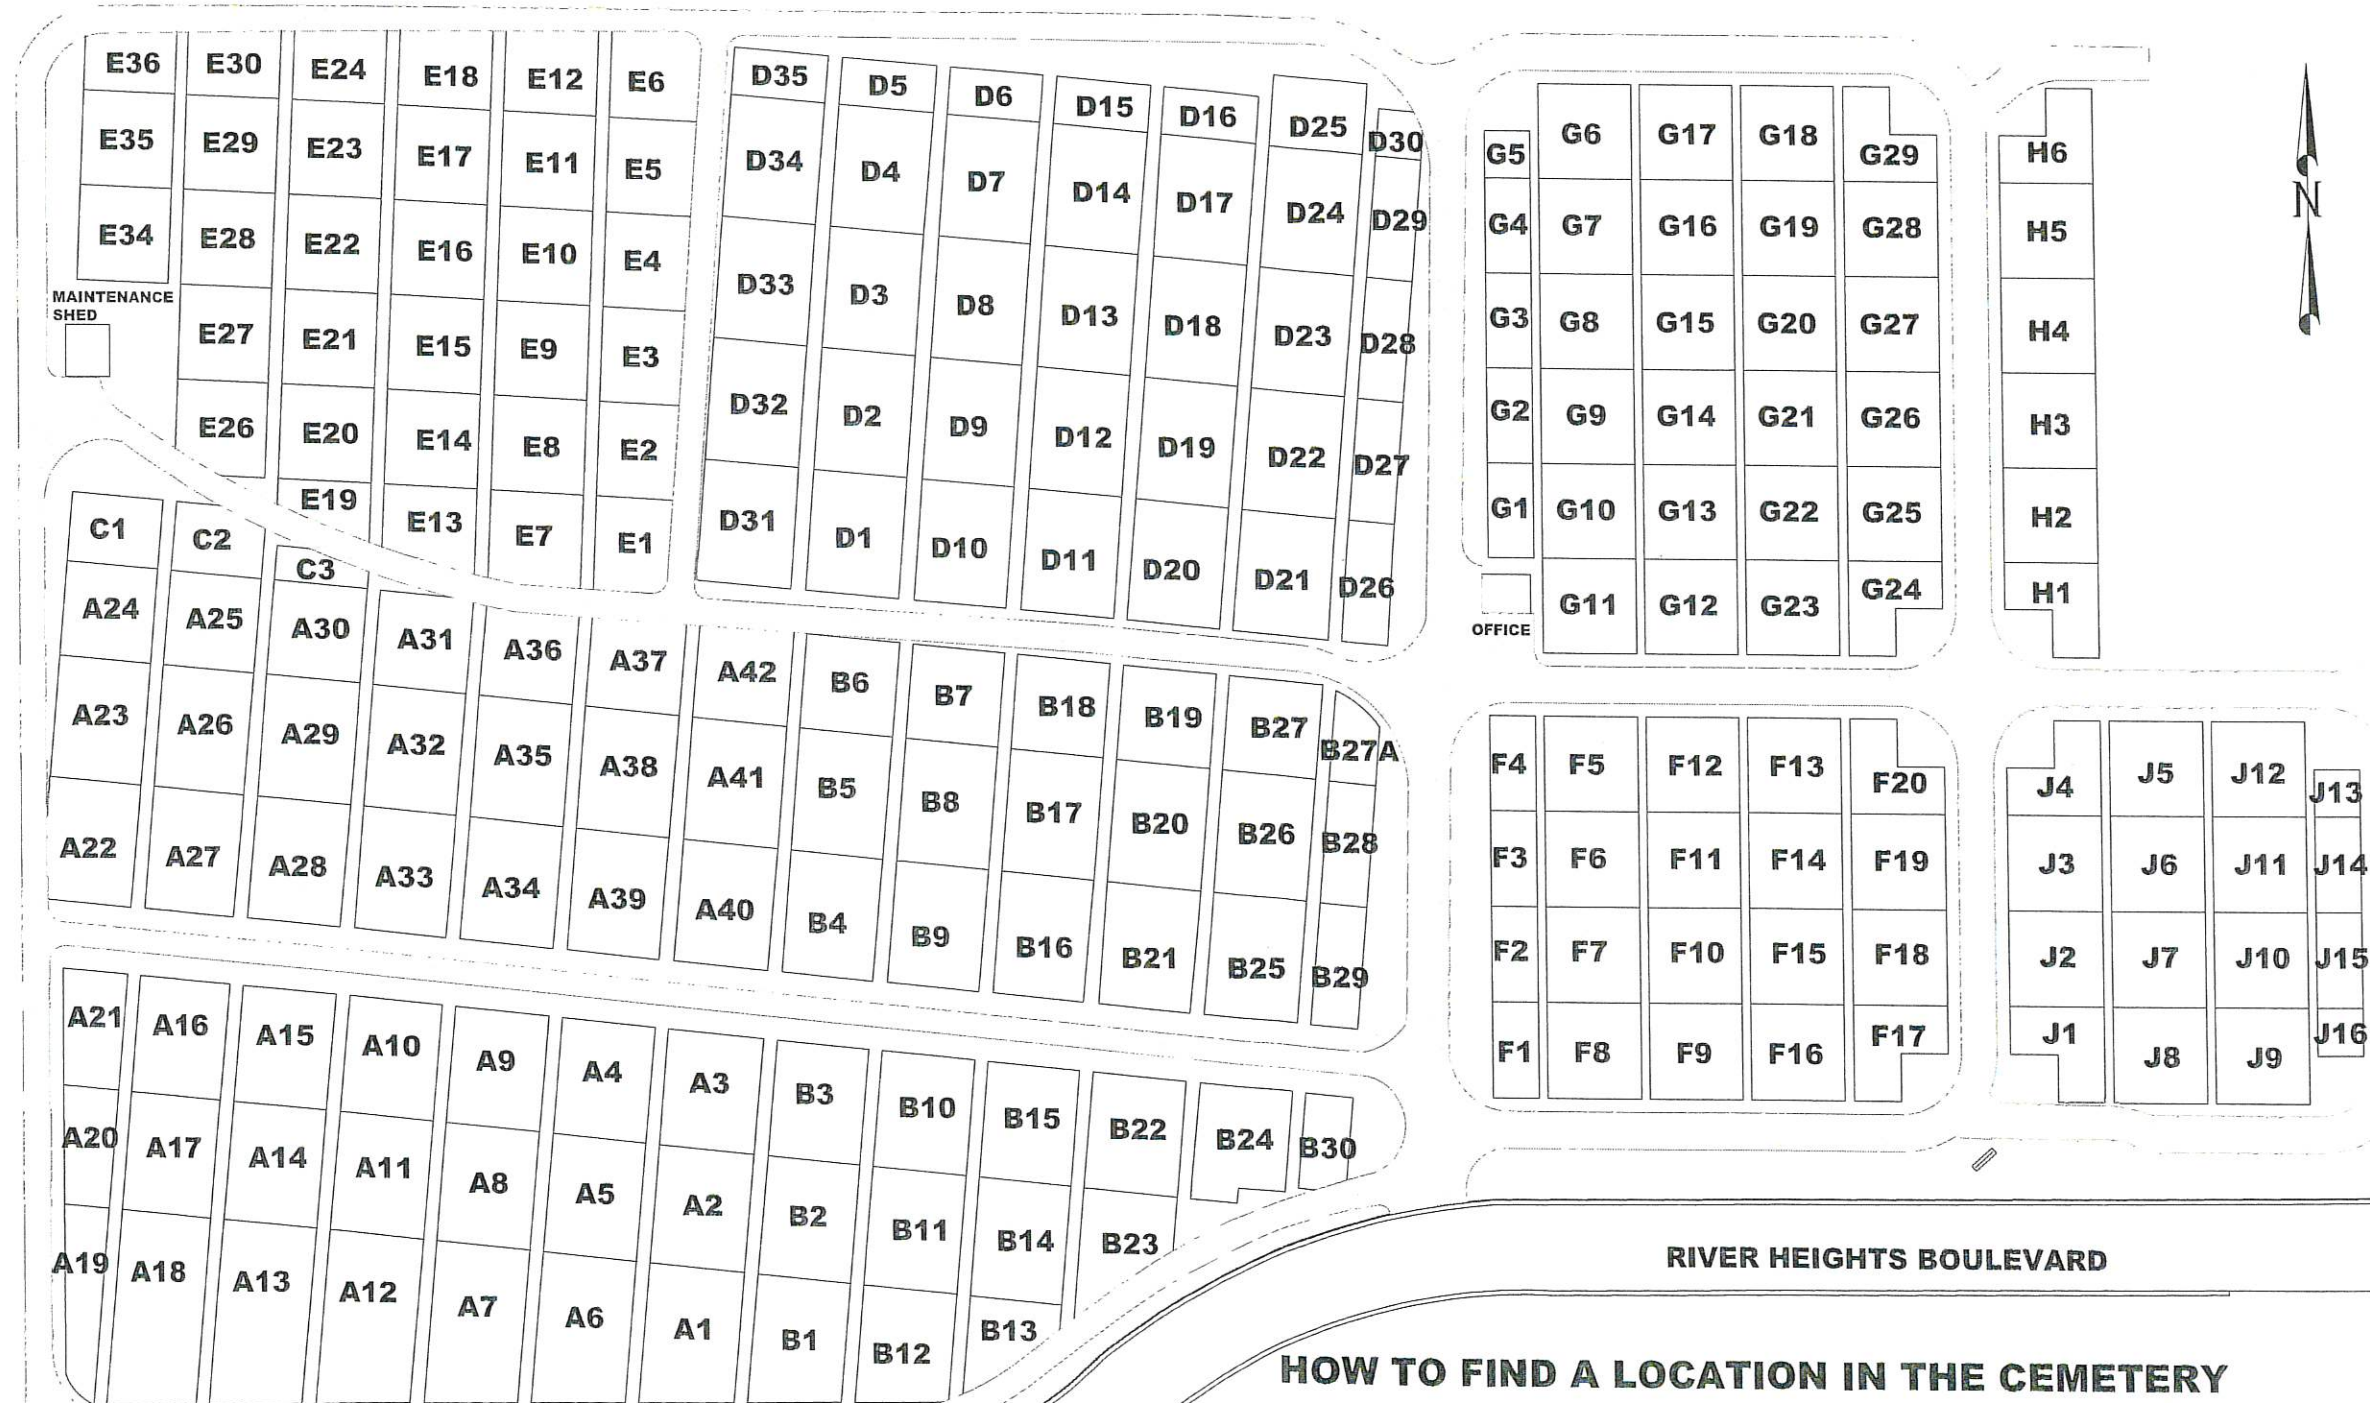 E36 E30 E24 E18 E12 E6 D35 D5 D6 D15 D16 D25 D30 G5 G6 G17 G18 G29 H6
E35 E29 E23 E17 E11 E5 D34 D4 D7 D14 D17 D24 D29 G4 G7 G16 G19 G28 H5
N
E34 E28 E22 E16 E10 E4 D33 D3 D8 D13 D18 D23 D28 G3 G8 G15 G20 G27 H4
MAINTENANCE
SHED
E27 E21 E15 E9 E3 D32 D2 D9 D12 D19 D22 D27 G2 G9 G14 G21 G26 H3
E26 E20 E14 E8 E2
E19 E13 E7 E1 D31 D1 D10 D11 D20 D21 D26 G1 G10 G13 G22 G25 H2
C1 C2 C3
G11 G12 G23 G24 H1
OFFICE
A24 A25 A30 A31 A36 A37 A42 B6 B7 B18 B19 B27 B27A F4 F5 F12 F13 F20 J4 J5 J12 J13
A23 A26 A29 A32 A35 A38 A41 B5 B8 B17 B20 B26 B28 F3 F6 F11 F14 F19 J3 J6 J11 J14
A22 A27 A28 A33 A34 A39 A40 B4 B9 B16 B21 B25 B29 F2 F7 F10 F15 F18 J2 J7 J10 J15
F1 F8 F9 F16 F17 J1 J8 J9 J16
A21 A16 A15 A10 A9 A4 A3 B3 B10 B15 B22 B24 B30
A20 A17 A14 A11 A8 A5 A2 B2 B11 B14 B23
A19 A18 A13 A12 A7 A6 A1 B1 B12 B13
RIVER HEIGHTS BOULEVARD
HOW TO FIND A LOCATION IN THE CEMETERY